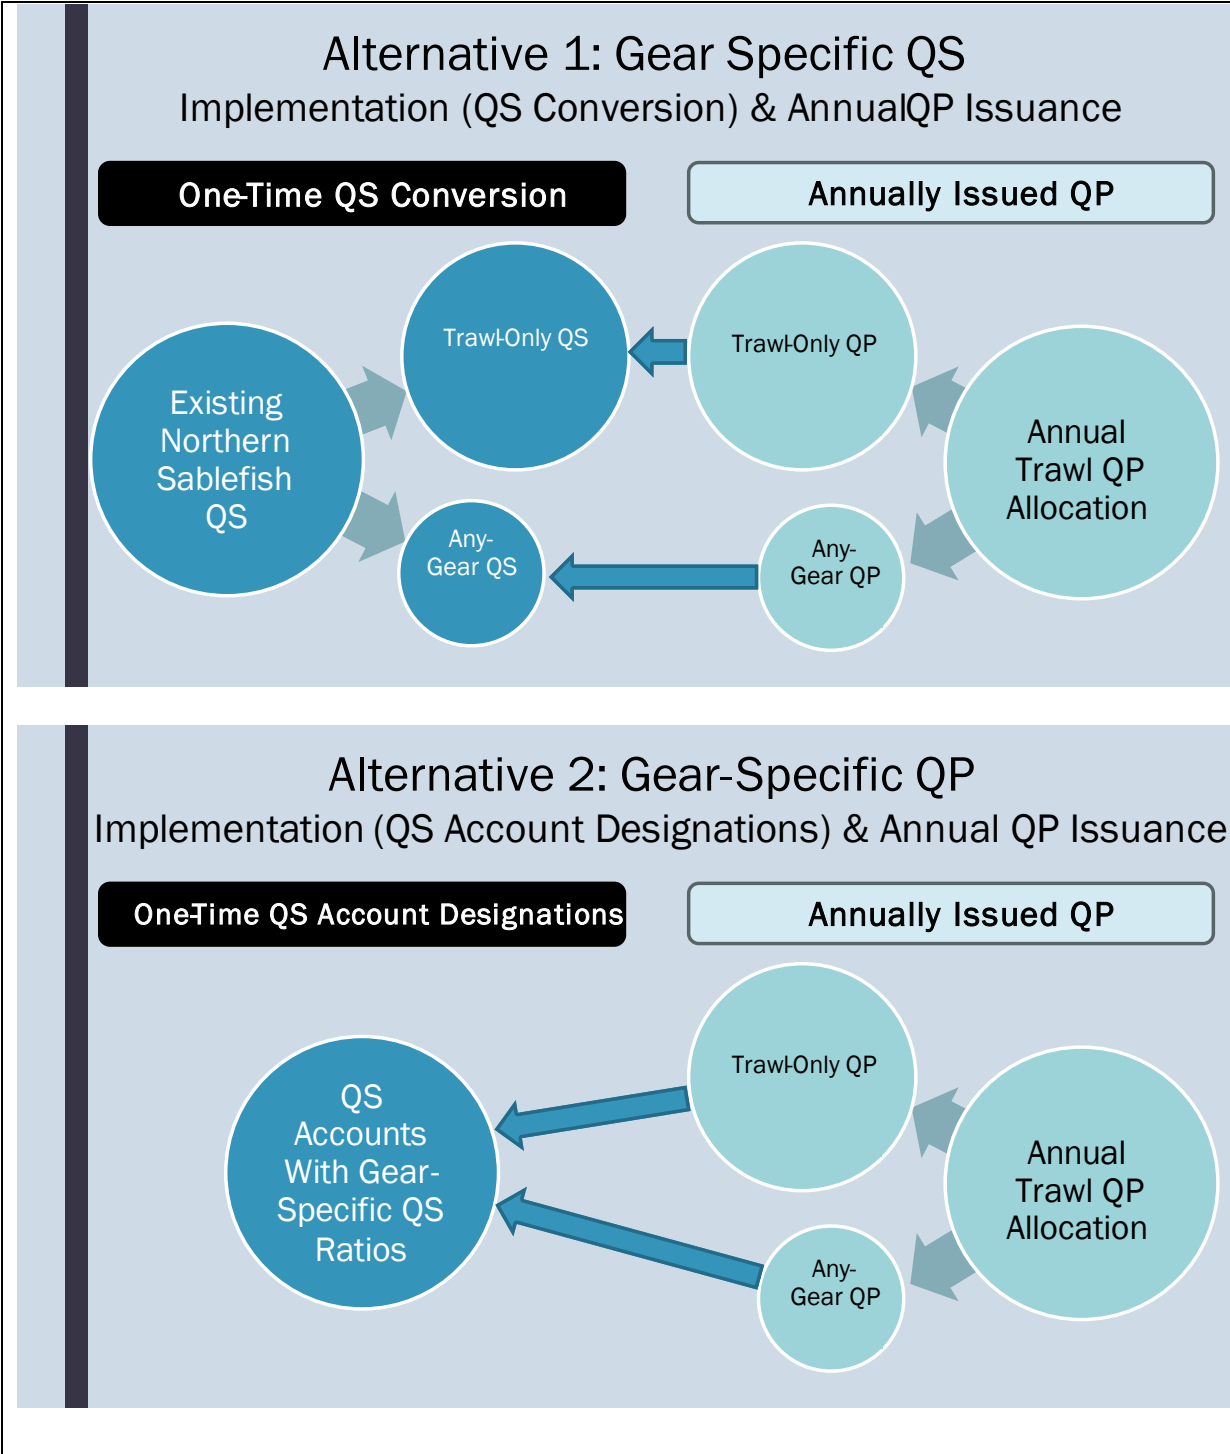 Alternative 1: Gear Specific QS
Implementation (QS Conversion) & AnnualQP Issuance
One-Time QS Conversion
Annually Issued QP
Existing
Northern
Sablefish
QS
Trawl-Only QS
Any-
Gear QS
Trawl-Only QP
Any-
Gear QP
Annual
Trawl QP
Allocation
Alternative 2: Gear-Specific QP
Implementation (QS Account Designations) & Annual QP Issuance
One-Time QS Account Designations
Annually Issued QP
QS
Accounts
With Gear-
Specific QS
Ratios
Trawl-Only QP
Any-
Gear QP
Annual
Trawl QP
Allocation